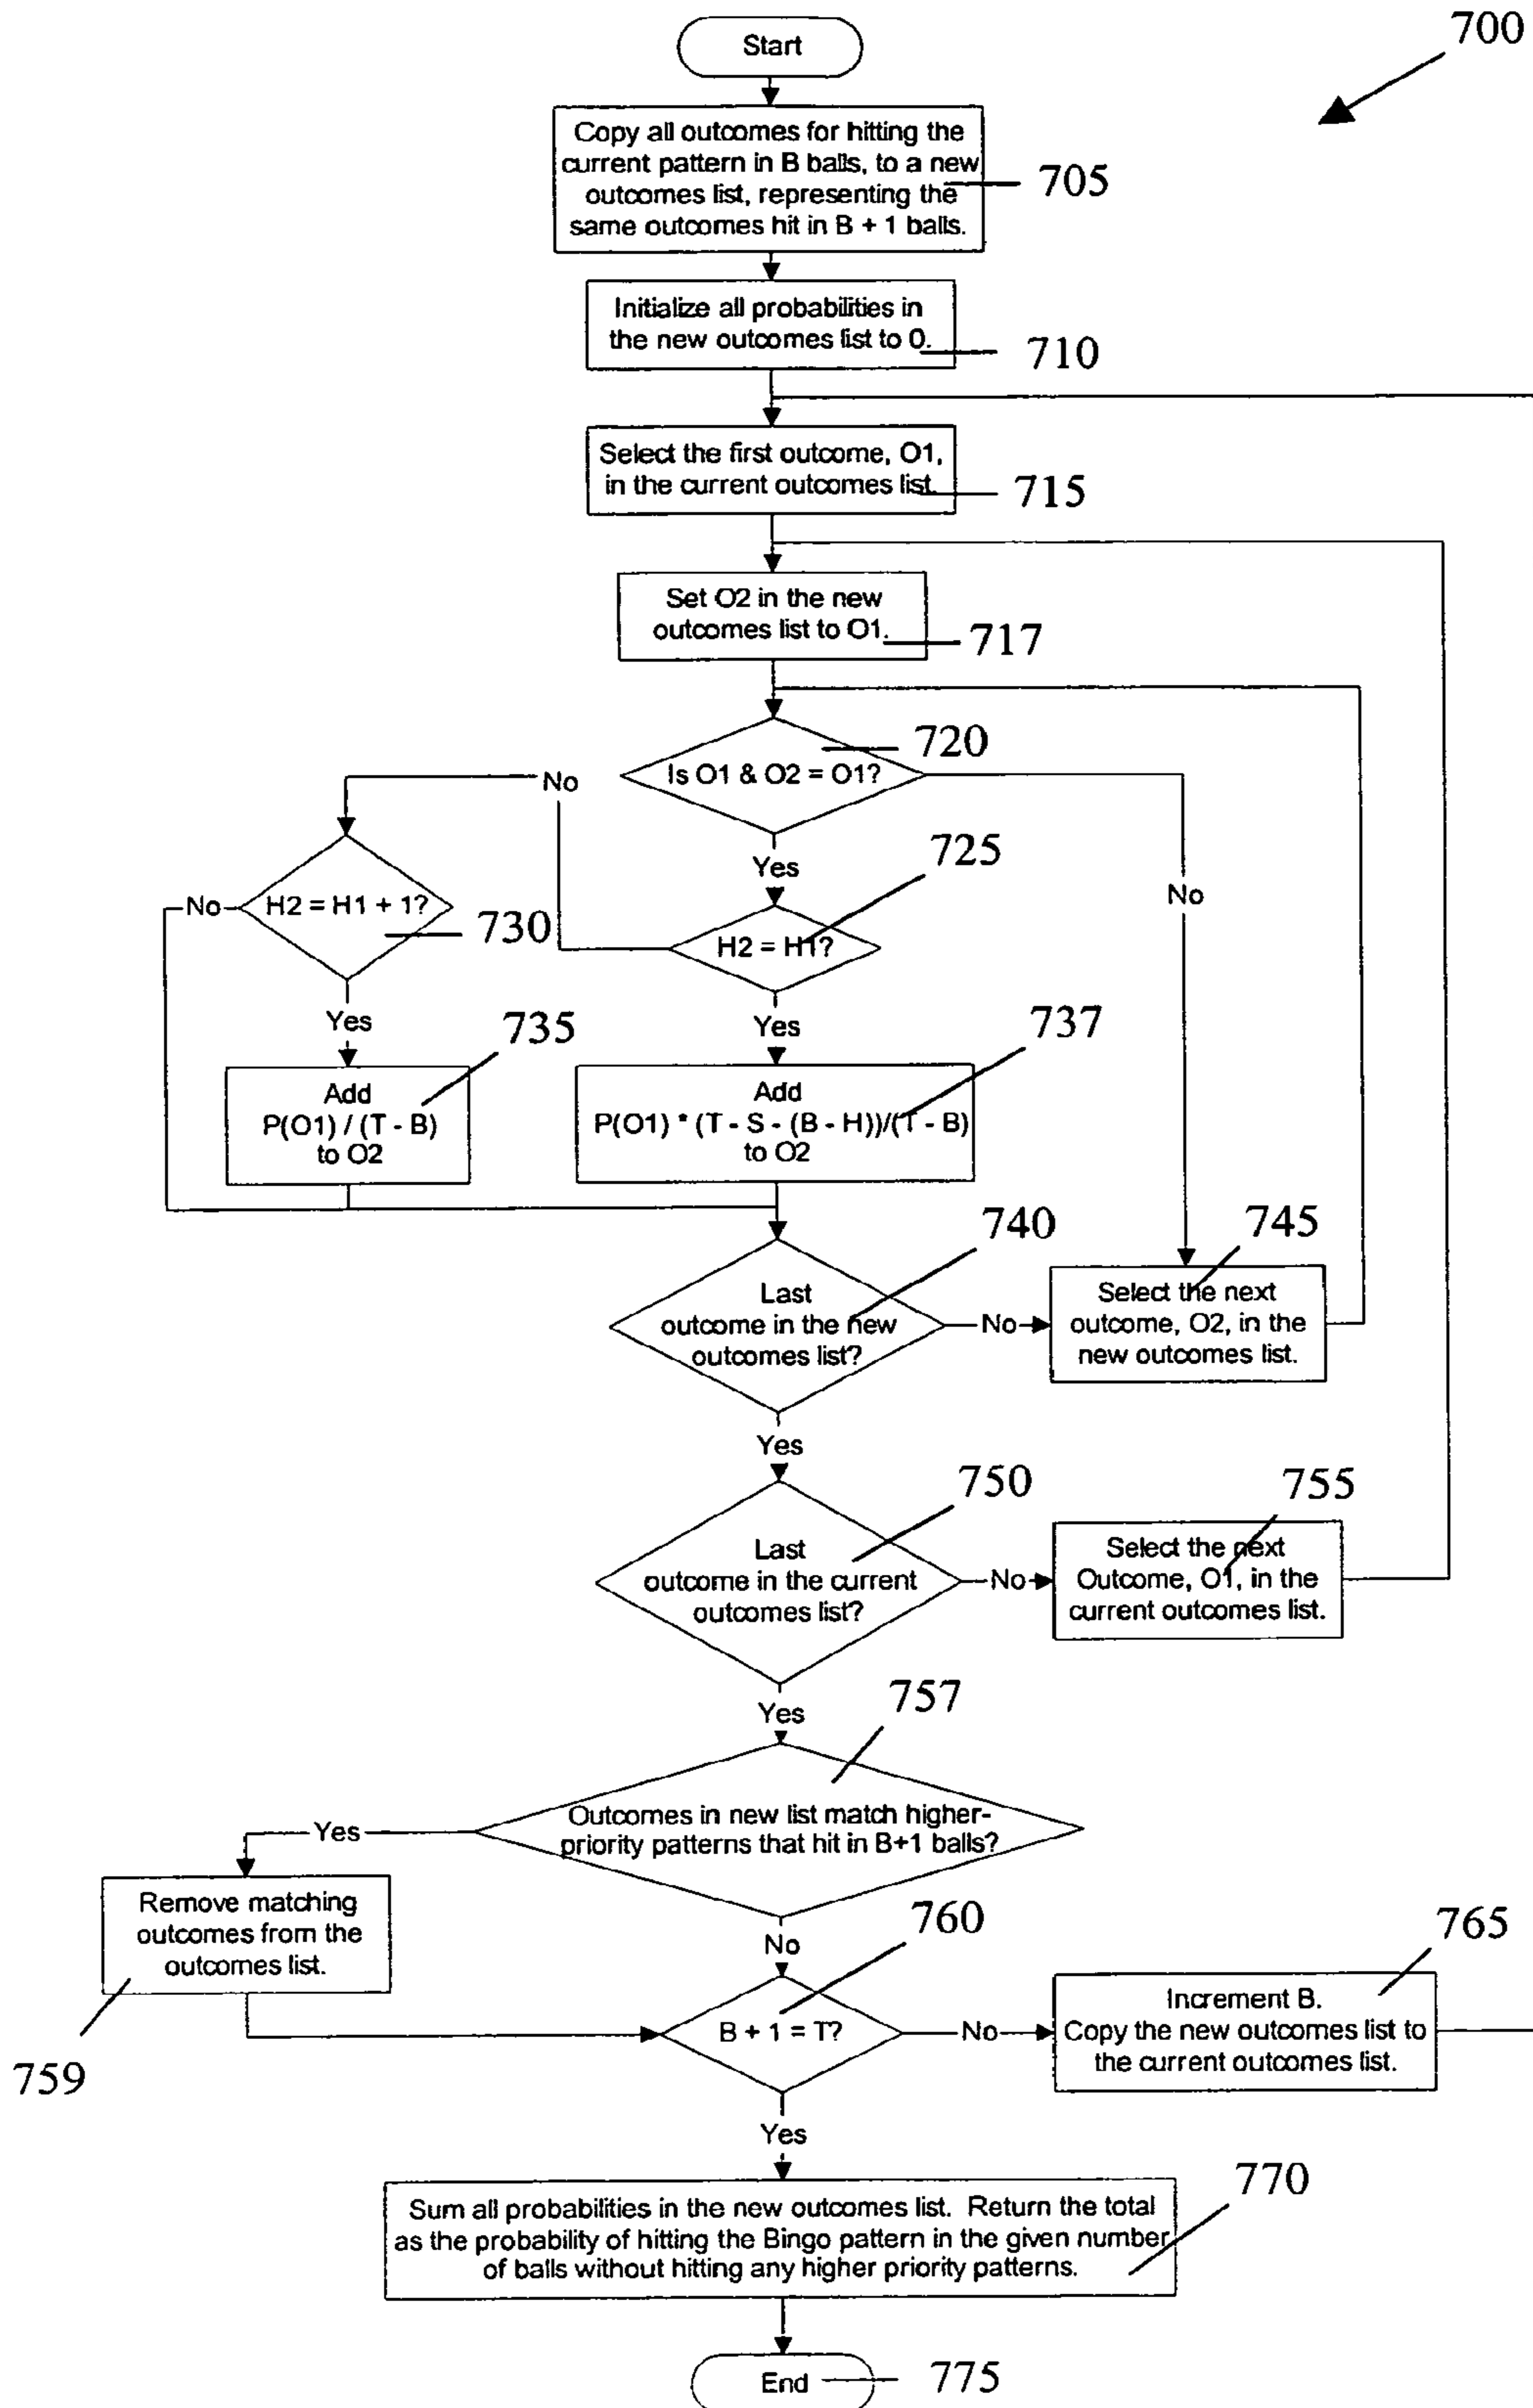 700
Start
Copy all outcomes for hitting the
current pattern in B balls, to a new
outcomes list, representing the
same outcomes hit in B + 1 balls.
705
Initialize all probabilities in
the new outcomes list to 0.
710
Select the first outcome, O1,
in the current outcomes list.
715
Set O2 in the new
outcomes list to O1.
717
720
Is O1 & O2 = O1?
No
Yes
No
725
H2 = H1?
No
H2 = H1 + 1?
730
Yes
735
Add
P(O1) / (T - B)
to O2
Yes
737
Add
P(O1) * (T - S - (B - H))/(T - B)
to O2
740
Last
outcome in the new
outcomes list?
No
745
Select the next
outcome, O2, in the
new outcomes list.
Yes
750
Last
outcome in the current
outcomes list?
No
755
Select the next
Outcome, O1, in the
current outcomes list.
Yes
757
Outcomes in new list match higher-
priority patterns that hit in B+1 balls?
Yes
Remove matching
outcomes from the
outcomes list.
759
No
760
B + 1 = T?
No
765
Increment B.
Copy the new outcomes list to
the current outcomes list.
Yes
770
Sum all probabilities in the new outcomes list. Return the total
as the probability of hitting the Bingo pattern in the given number
of balls without hitting any higher priority patterns.
End
775